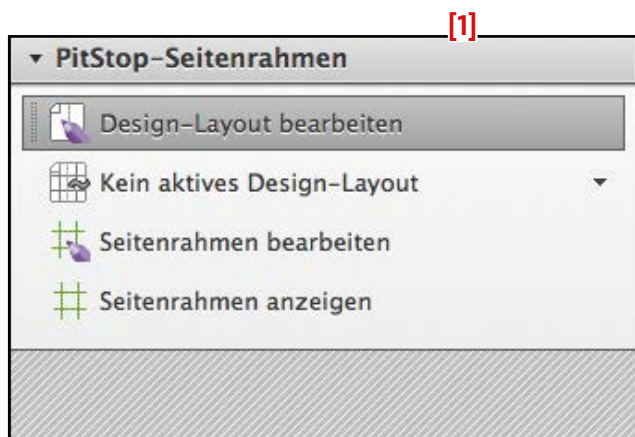 [1]
PitStop-Seitenrahmen
Design-Layout bearbeiten
Kein aktives Design-Layout
Seitenrahmen bearbeiten
Seitenrahmen anzeigen